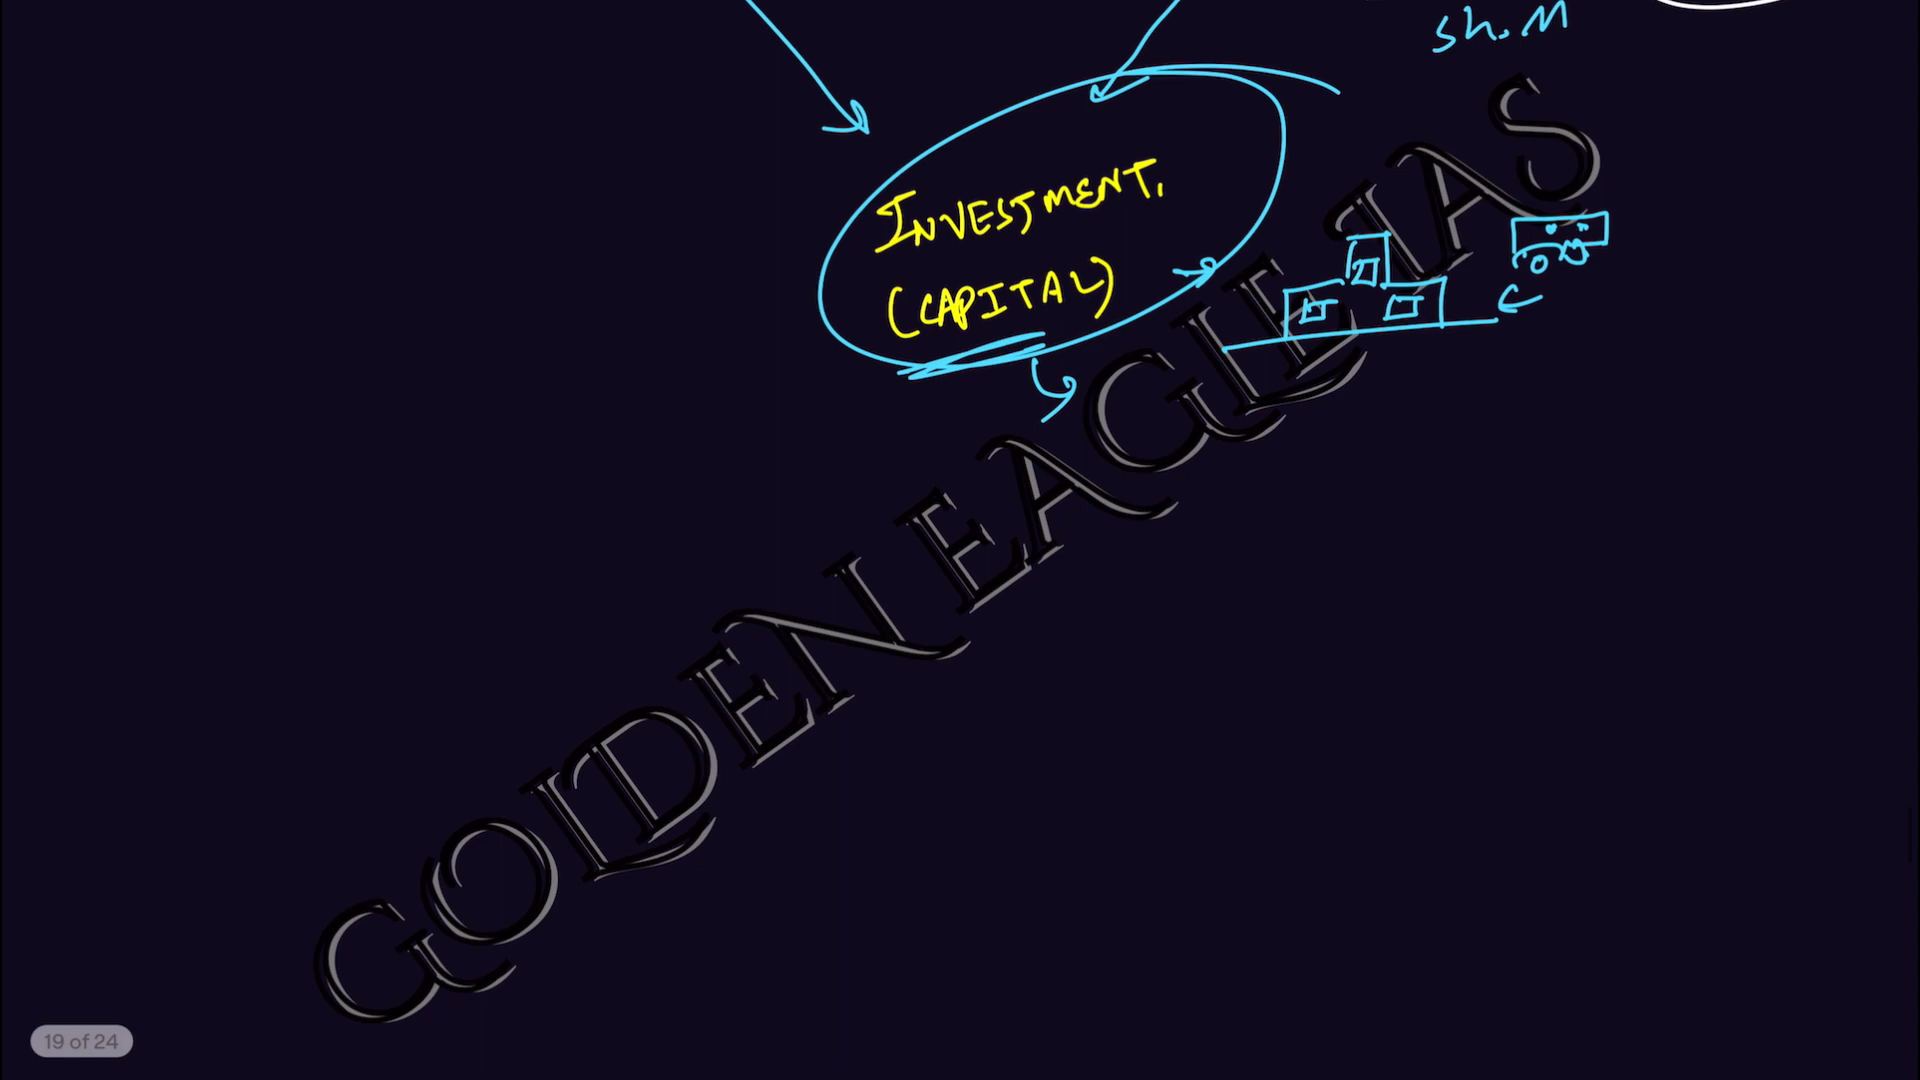 sh.M
INVESTMENT,
(CAPITAL)
GOLDEN EAGLE IAS
19 of 24